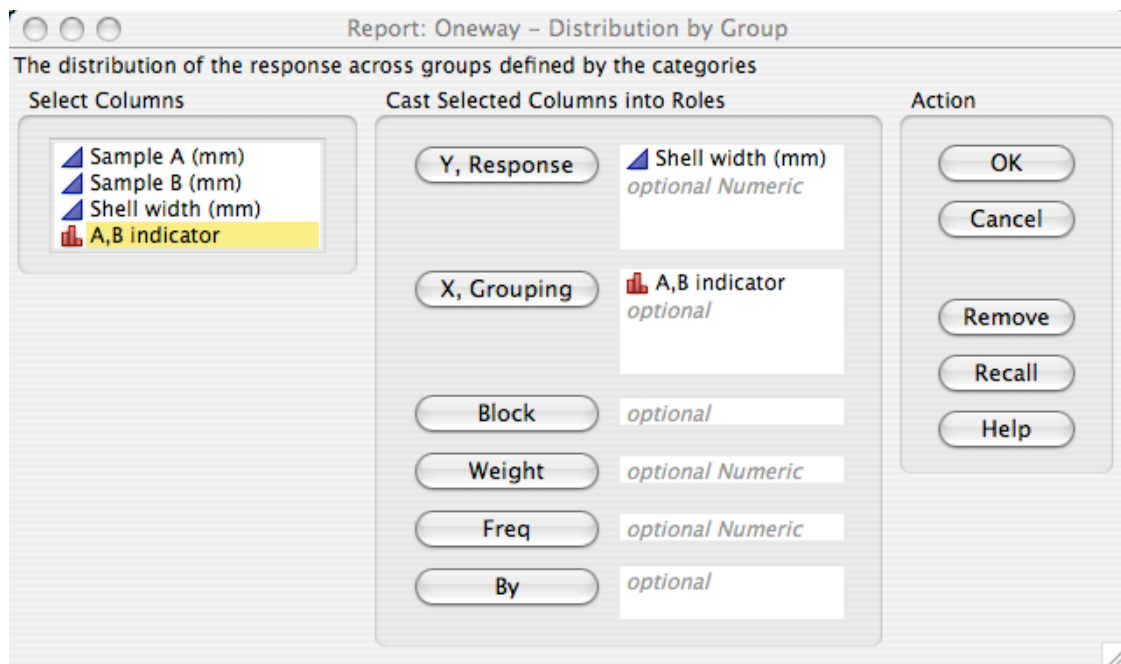 Report: Oneway – Distribution by Group
The distribution of the response across groups defined by the categories
Select Columns
Sample A (mm)
Sample B (mm)
Shell width (mm)
A,B indicator
Cast Selected Columns into Roles
Y, Response
Shell width (mm)
optional Numeric
X, Grouping
A,B indicator
optional
Block
optional
Weight
optional Numeric
Freq
optional Numeric
By
optional
Action
OK
Cancel
Remove
Recall
Help